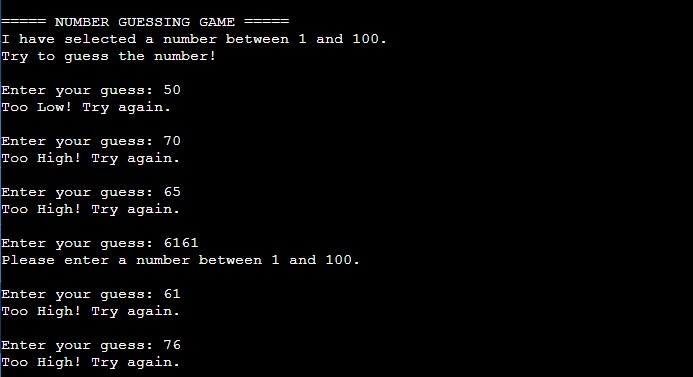 ===== NUMBER GUESSING GAME =====
I have selected a number between 1 and 100.
Try to guess the number!
Enter your guess: 50
Too Low! Try again.
Enter your guess: 70
Too High! Try again.
Enter your guess: 65
Too High! Try again.
Enter your guess: 6161
Please enter a number between 1 and 100.
Enter your guess: 61
Too High! Try again.
Enter your guess: 76
Too High! Try again.